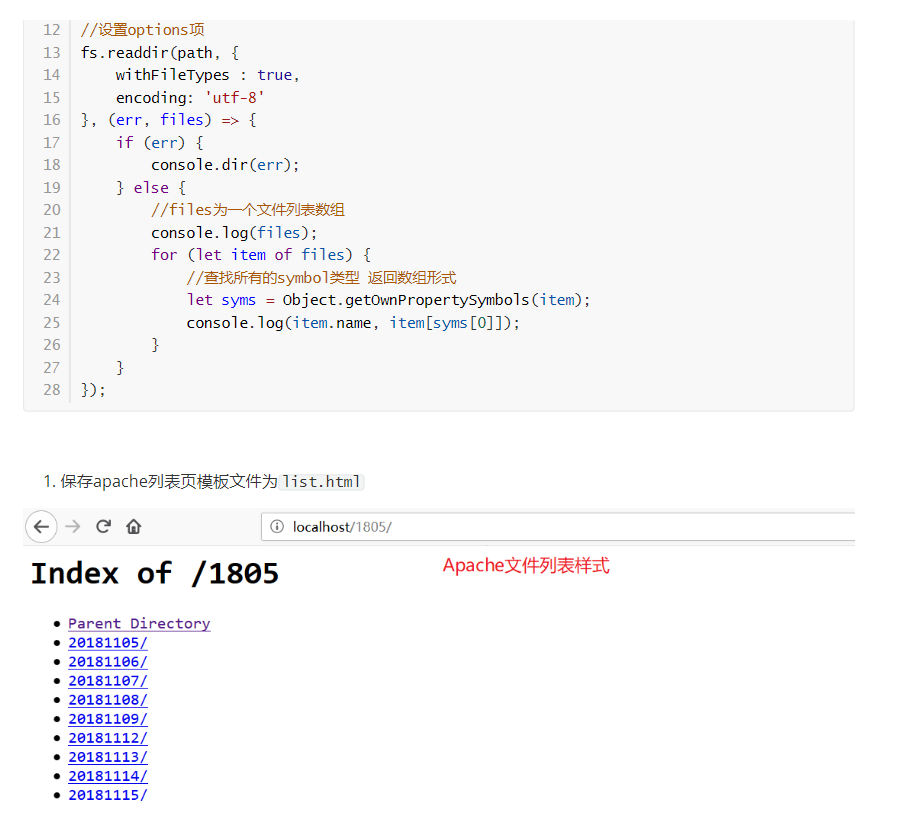 12 //设置options项
13 fs.readdir(path, {
14     withFileTypes : true,
15     encoding: 'utf-8'
16 }, (err, files) => {
17     if (err) {
18         console.dir(err);
19     } else {
20         //files为一个文件列表数组
21         console.log(files);
22         for (let item of files) {
23             //查找所有的symbol类型 返回数组形式
24             let syms = Object.getOwnPropertySymbols(item);
25             console.log(item.name, item[syms[0]]);
26         }
27     }
28 });
1. 保存apache列表页模板文件为 list.html
localhost/1805/
Index of /1805
Apache文件列表样式
Parent Directory
20181105/
20181106/
20181107/
20181108/
20181109/
20181112/
20181113/
20181114/
20181115/